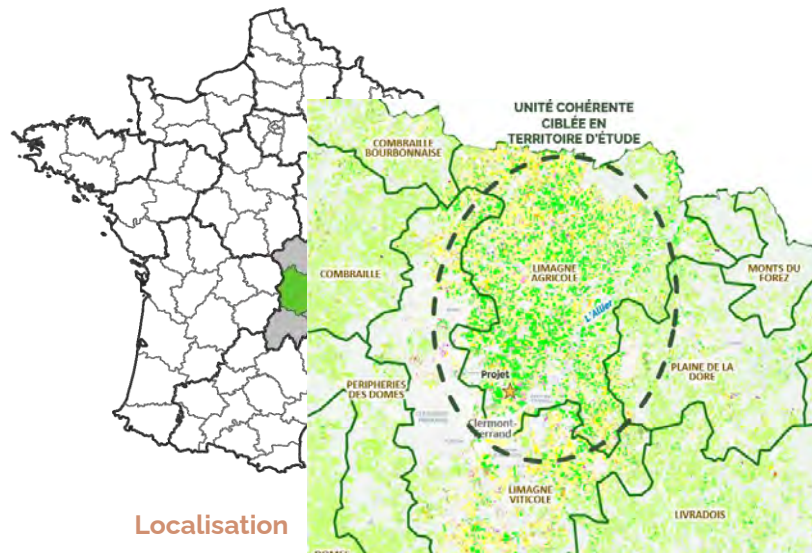 UNITÉ COHÉRENTE
CIBLÉE EN
TERRITOIRE D'ÉTUDE
COMBRAILLE
BOURBONNAISE
COMBRAILLE
LIMAGNE
AGRICOLE
MONTS DU
FOREZ
L'Allier
Projet
PLAINE DE LA
DORE
PERIPHERIES
DES DOMES
Clermont-
Ferrand
LIMAGNE
VITICOLE
LIVRADOIS
Localisation